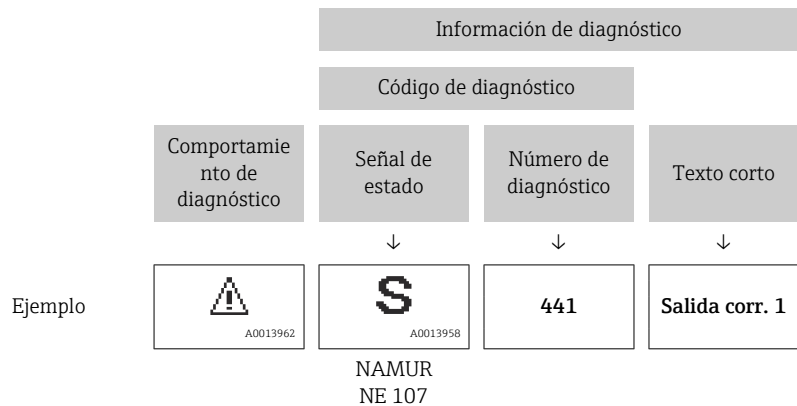 Información de diagnóstico
Código de diagnóstico
Comportamie
nto de
diagnóstico
Señal de
estado
Número de
diagnóstico
Texto corto
↓ ↓ ↓
Ejemplo
⚠
A0013962
S
A0013958
441
Salida corr. 1
NAMUR
NE 107